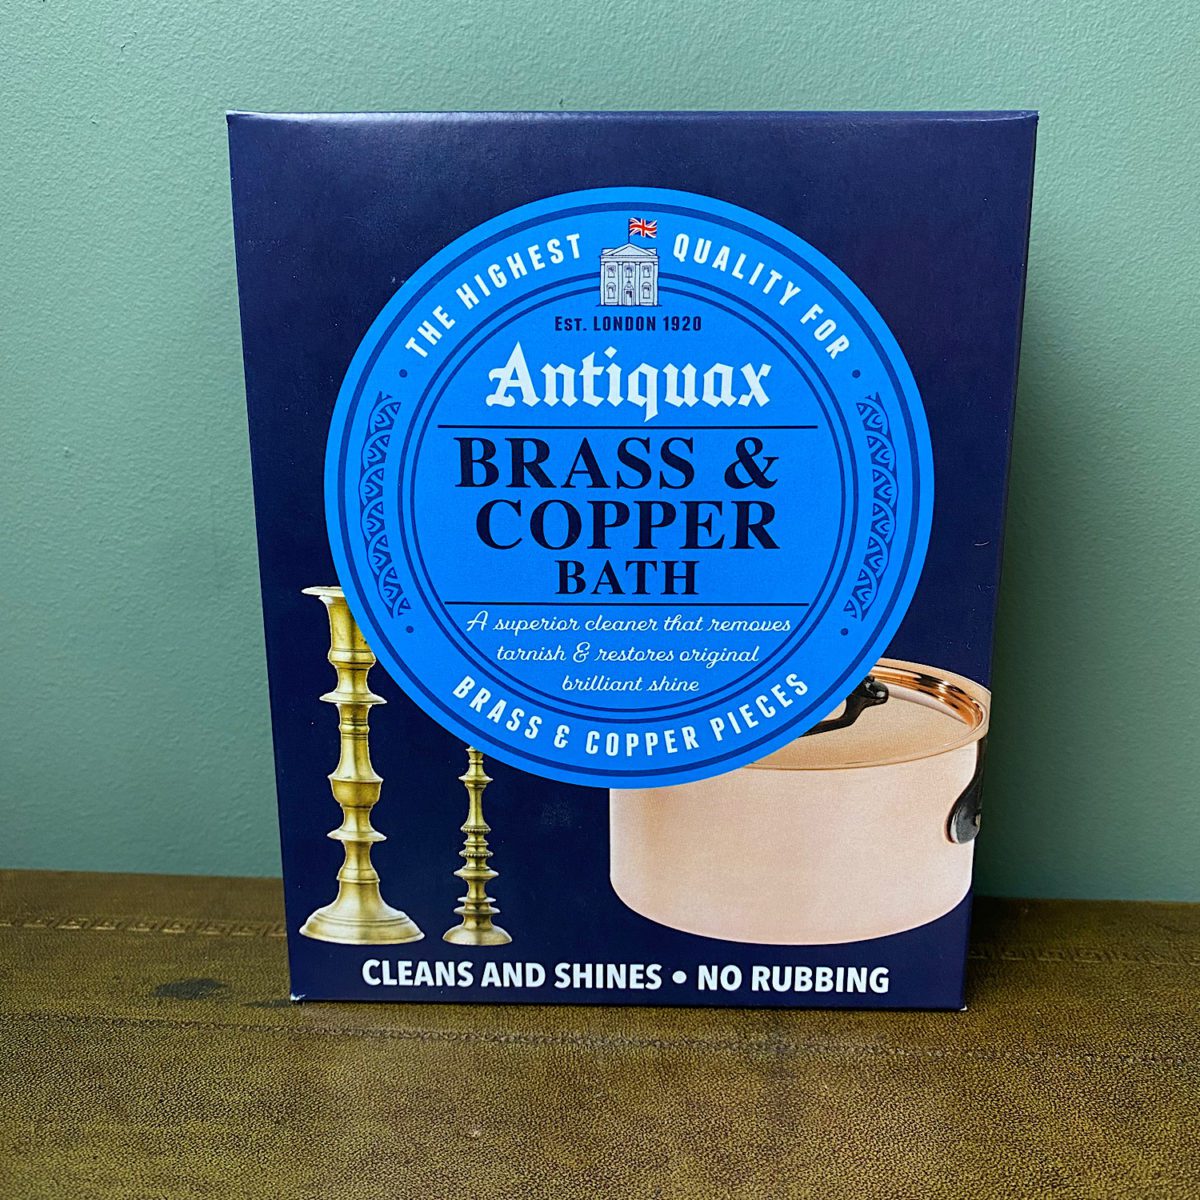 THE HIGHEST QUALITY FOR
Est. LONDON 1920
Antiquax
BRASS &
COPPER
BATH
A superior cleaner that removes
tarnish & restores original
brilliant shine
BRASS & COPPER PIECES
CLEANS AND SHINES • NO RUBBING